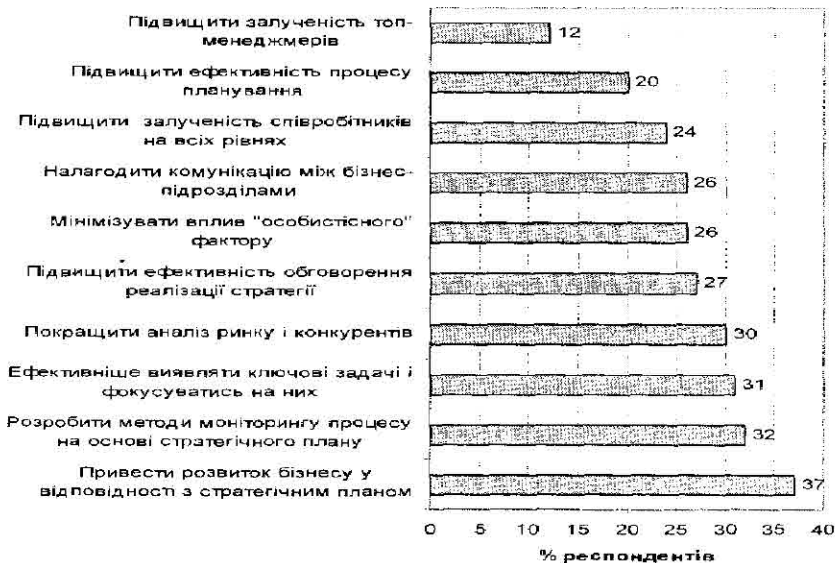 Підвищити залученість топ-
менеджмерів
12
Підвищити ефективність процесу
планування
20
Підвищити залученість співробітників
на всіх рівнях
24
Налагодити комунікацію між бізнес-
підрозділами
26
Мінімізувати вплив "особистісного"
фактору
26
Підвищити ефективність обговорення
реалізації стратегії
27
Покращити аналіз ринку і конкурентів
30
Ефективніше виявляти ключові задачі і
фокусуватись на них
31
Розробити методи моніторингу процесу
на основі стратегічного плану
32
Привести розвиток бізнесу у
відповідності з стратегічним планом
37
0 5 10 15 20 25 30 35 40
% респондентів